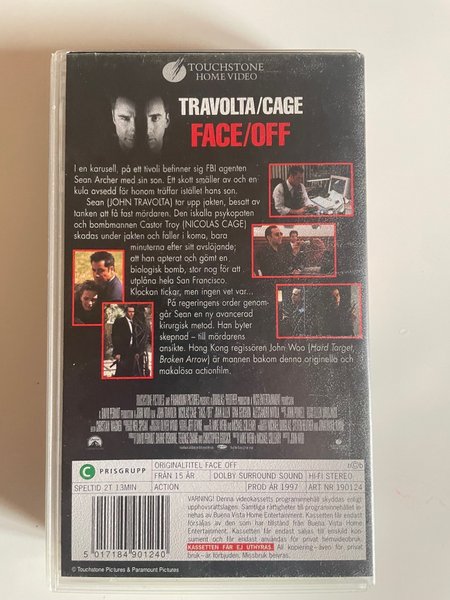 TOUCHSTONE
HOME VIDEO
TRAVOLTA/CAGE
FACE/OFF
I en karusell, på ett tivoli befinner sig FBI agenten
Sean Archer med sin son. Ett skott smäller av och en
kula avsedd för honom träffar istället hans son.
Sean (JOHN TRAVOLTA) tar upp jakten, besatt av
tanken att få fast mördaren. Den iskalla psykopaten
och bombmannen Castor Troy (NICOLAS CAGE)
skadas under jakten och faller i koma, bara
minuterna efter sitt avslöjande;
att han apterat och gömt en
biologisk bomb, stor nog för att
utplåna hela San Francisco.
Klockan tickar, men ingen vet var...
På regeringens order genom-
går Sean en ny avancerad
kirurgisk metod. Han byter
skepnad – till mördarens
ansikte. Hong Kong regissören John Woo (Hard Target,
Broken Arrow) är mannen bakom denna originella och
makalösa actionfilm.
TOUCHSTONE PICTURES PARAMOUNT PICTURES
C PRISGRUPP
ORIGINALTITEL FACE OFF
FRÅN 15 ÅR
DOLBY SURROUND SOUND
HI-FI STEREO
SPELTID 2T 13MIN
ACTION
PROD ÅR 1997
ART NR 190124
VARNING! Denna videokassetts programinnehåll skyddas enligt
upphovsrättslagen. Samtliga rättigheter till programinnehållet
innehas av Buena Vista Home Entertainment. Kassetten får endast
försäljas av den som har tillstånd från Buena Vista Home
Entertainment. Kassetten får endast säljas till enskild kon-
sument och får endast användas för privat hemvideobruk.
KASSETTEN FÅR EJ UTHYRAS. All kopiering – även för privat
bruk – är förbjuden. Missbruk beivras.
5 017184 901240
© Touchstone Pictures & Paramount Pictures